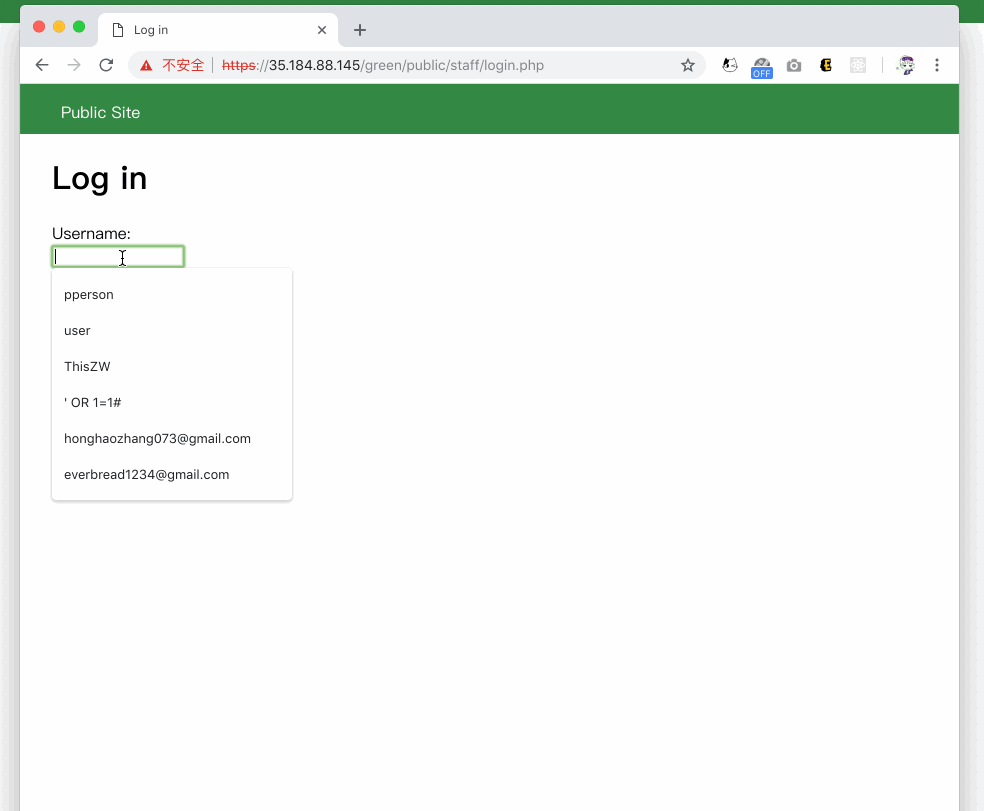 Log in
不安全 https://35.184.88.145/green/public/staff/login.php
OFF
Public Site
Log in
Username:
pperson
user
ThisZW
' OR 1=1#
honghaozhang073@gmail.com
everbread1234@gmail.com